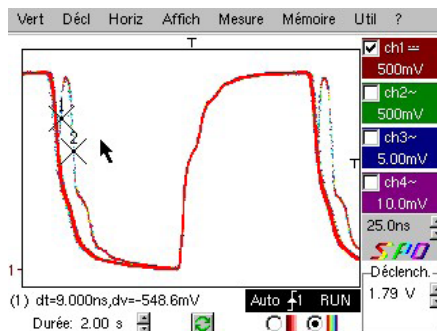 Vert Décl Horiz Affich Mesure Mémoire Util ?
T
ch1
500mV
ch2~
500mV
1
2
ch3~
5.00mV
T
ch4~
10.0mV
25.0ns
SPO
1
Déclench.
1.79 V
(1) dt=9.000ns,dv=-548.6mV Auto 1 RUN
Durée: 2.00 s